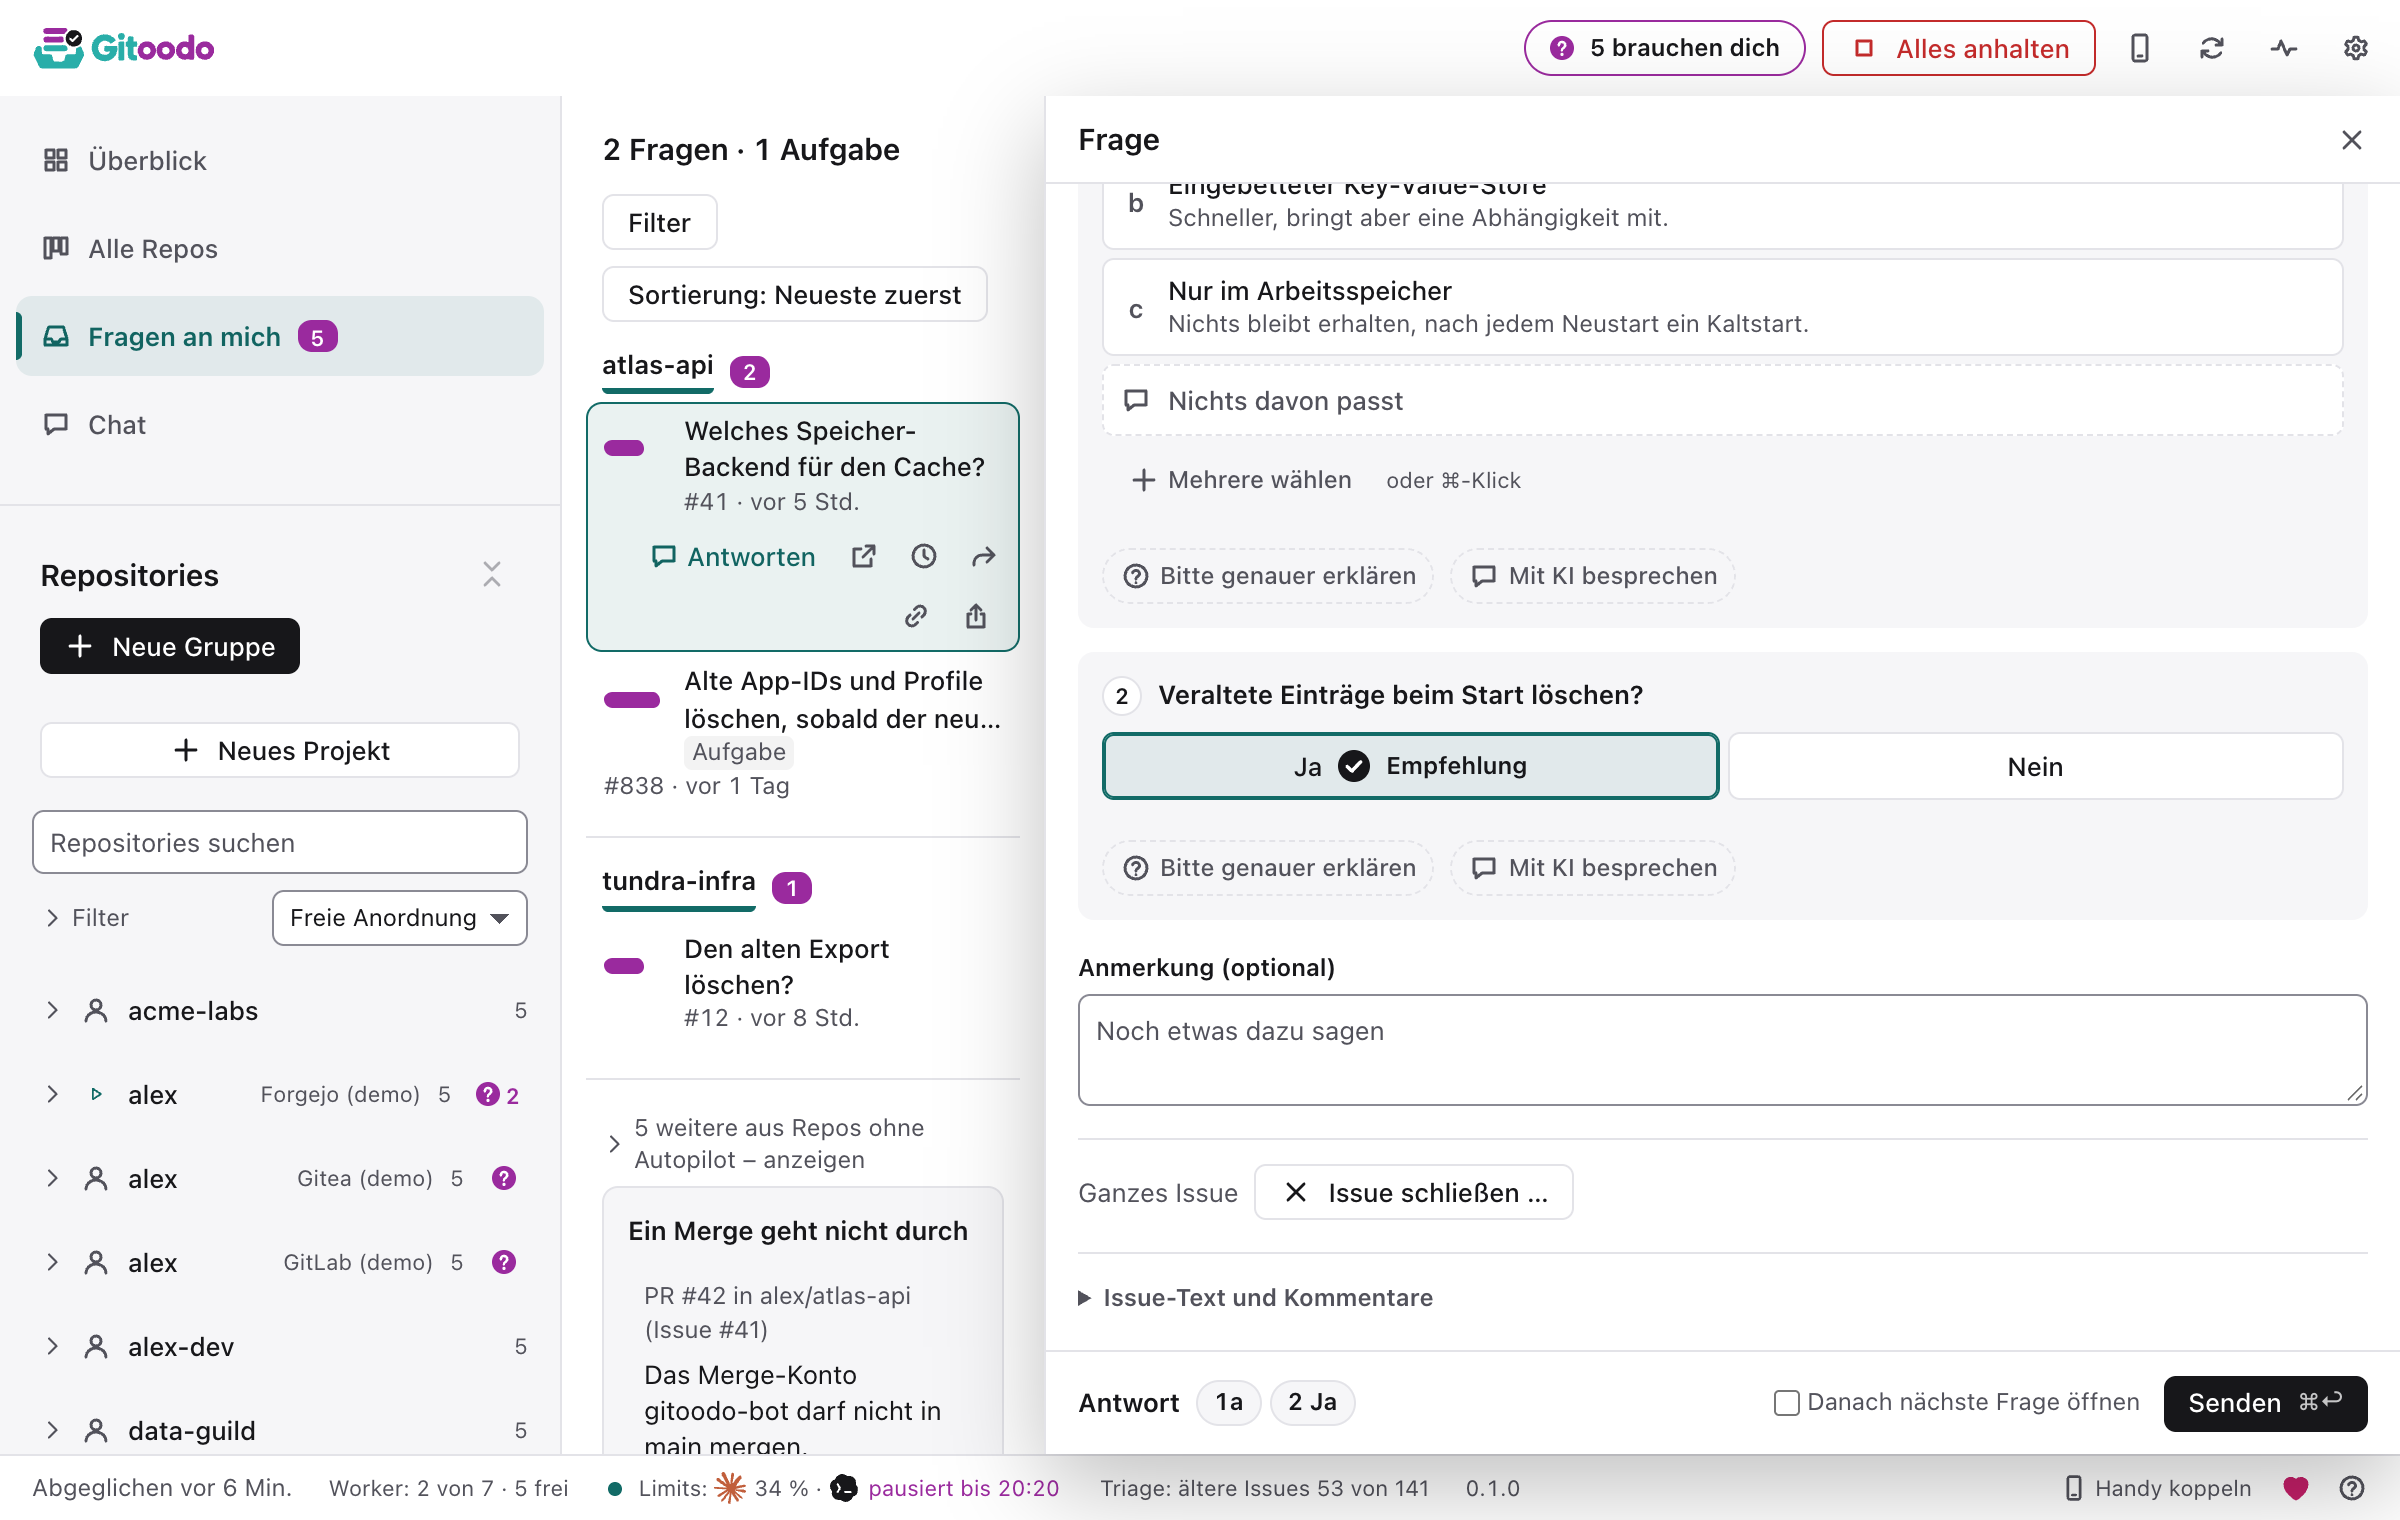 Gitoodo
5 brauchen dich
Alles anhalten
Überblick
Alle Repos
Fragen an mich 5
Chat
Repositories
Neue Gruppe
Neues Projekt
Repositories suchen
Filter
Freie Anordnung
acme-labs 5
alex Forgejo (demo) 5 2
alex Gitea (demo) 5
alex GitLab (demo) 5
alex-dev 5
data-guild 5
2 Fragen · 1 Aufgabe
Filter
Sortierung: Neueste zuerst
atlas-api 2
Welches Speicher-
Backend für den Cache?
#41 · vor 5 Std.
Antworten
Alte App-IDs und Profile
löschen, sobald der neu...
Aufgabe
#838 · vor 1 Tag
tundra-infra 1
Den alten Export
löschen?
#12 · vor 8 Std.
5 weitere aus Repos ohne
Autopilot – anzeigen
Ein Merge geht nicht durch
PR #42 in alex/atlas-api
(Issue #41)
Das Merge-Konto
gitoodo-bot darf nicht in
main mergen.
Frage
b Eingebetteter Key-Value-Store
Schneller, bringt aber eine Abhängigkeit mit.
c Nur im Arbeitsspeicher
Nichts bleibt erhalten, nach jedem Neustart ein Kaltstart.
Nichts davon passt
Mehrere wählen oder ⌘-Klick
Bitte genauer erklären Mit KI besprechen
2 Veraltete Einträge beim Start löschen?
Ja Empfehlung Nein
Bitte genauer erklären Mit KI besprechen
Anmerkung (optional)
Noch etwas dazu sagen
Ganzes Issue Issue schließen ...
Issue-Text und Kommentare
Antwort 1a 2 Ja Danach nächste Frage öffnen Senden ⌘↩
Abgeglichen vor 6 Min. Worker: 2 von 7 · 5 frei Limits: 34 % · pausiert bis 20:20 Triage: ältere Issues 53 von 141 0.1.0 Handy koppeln